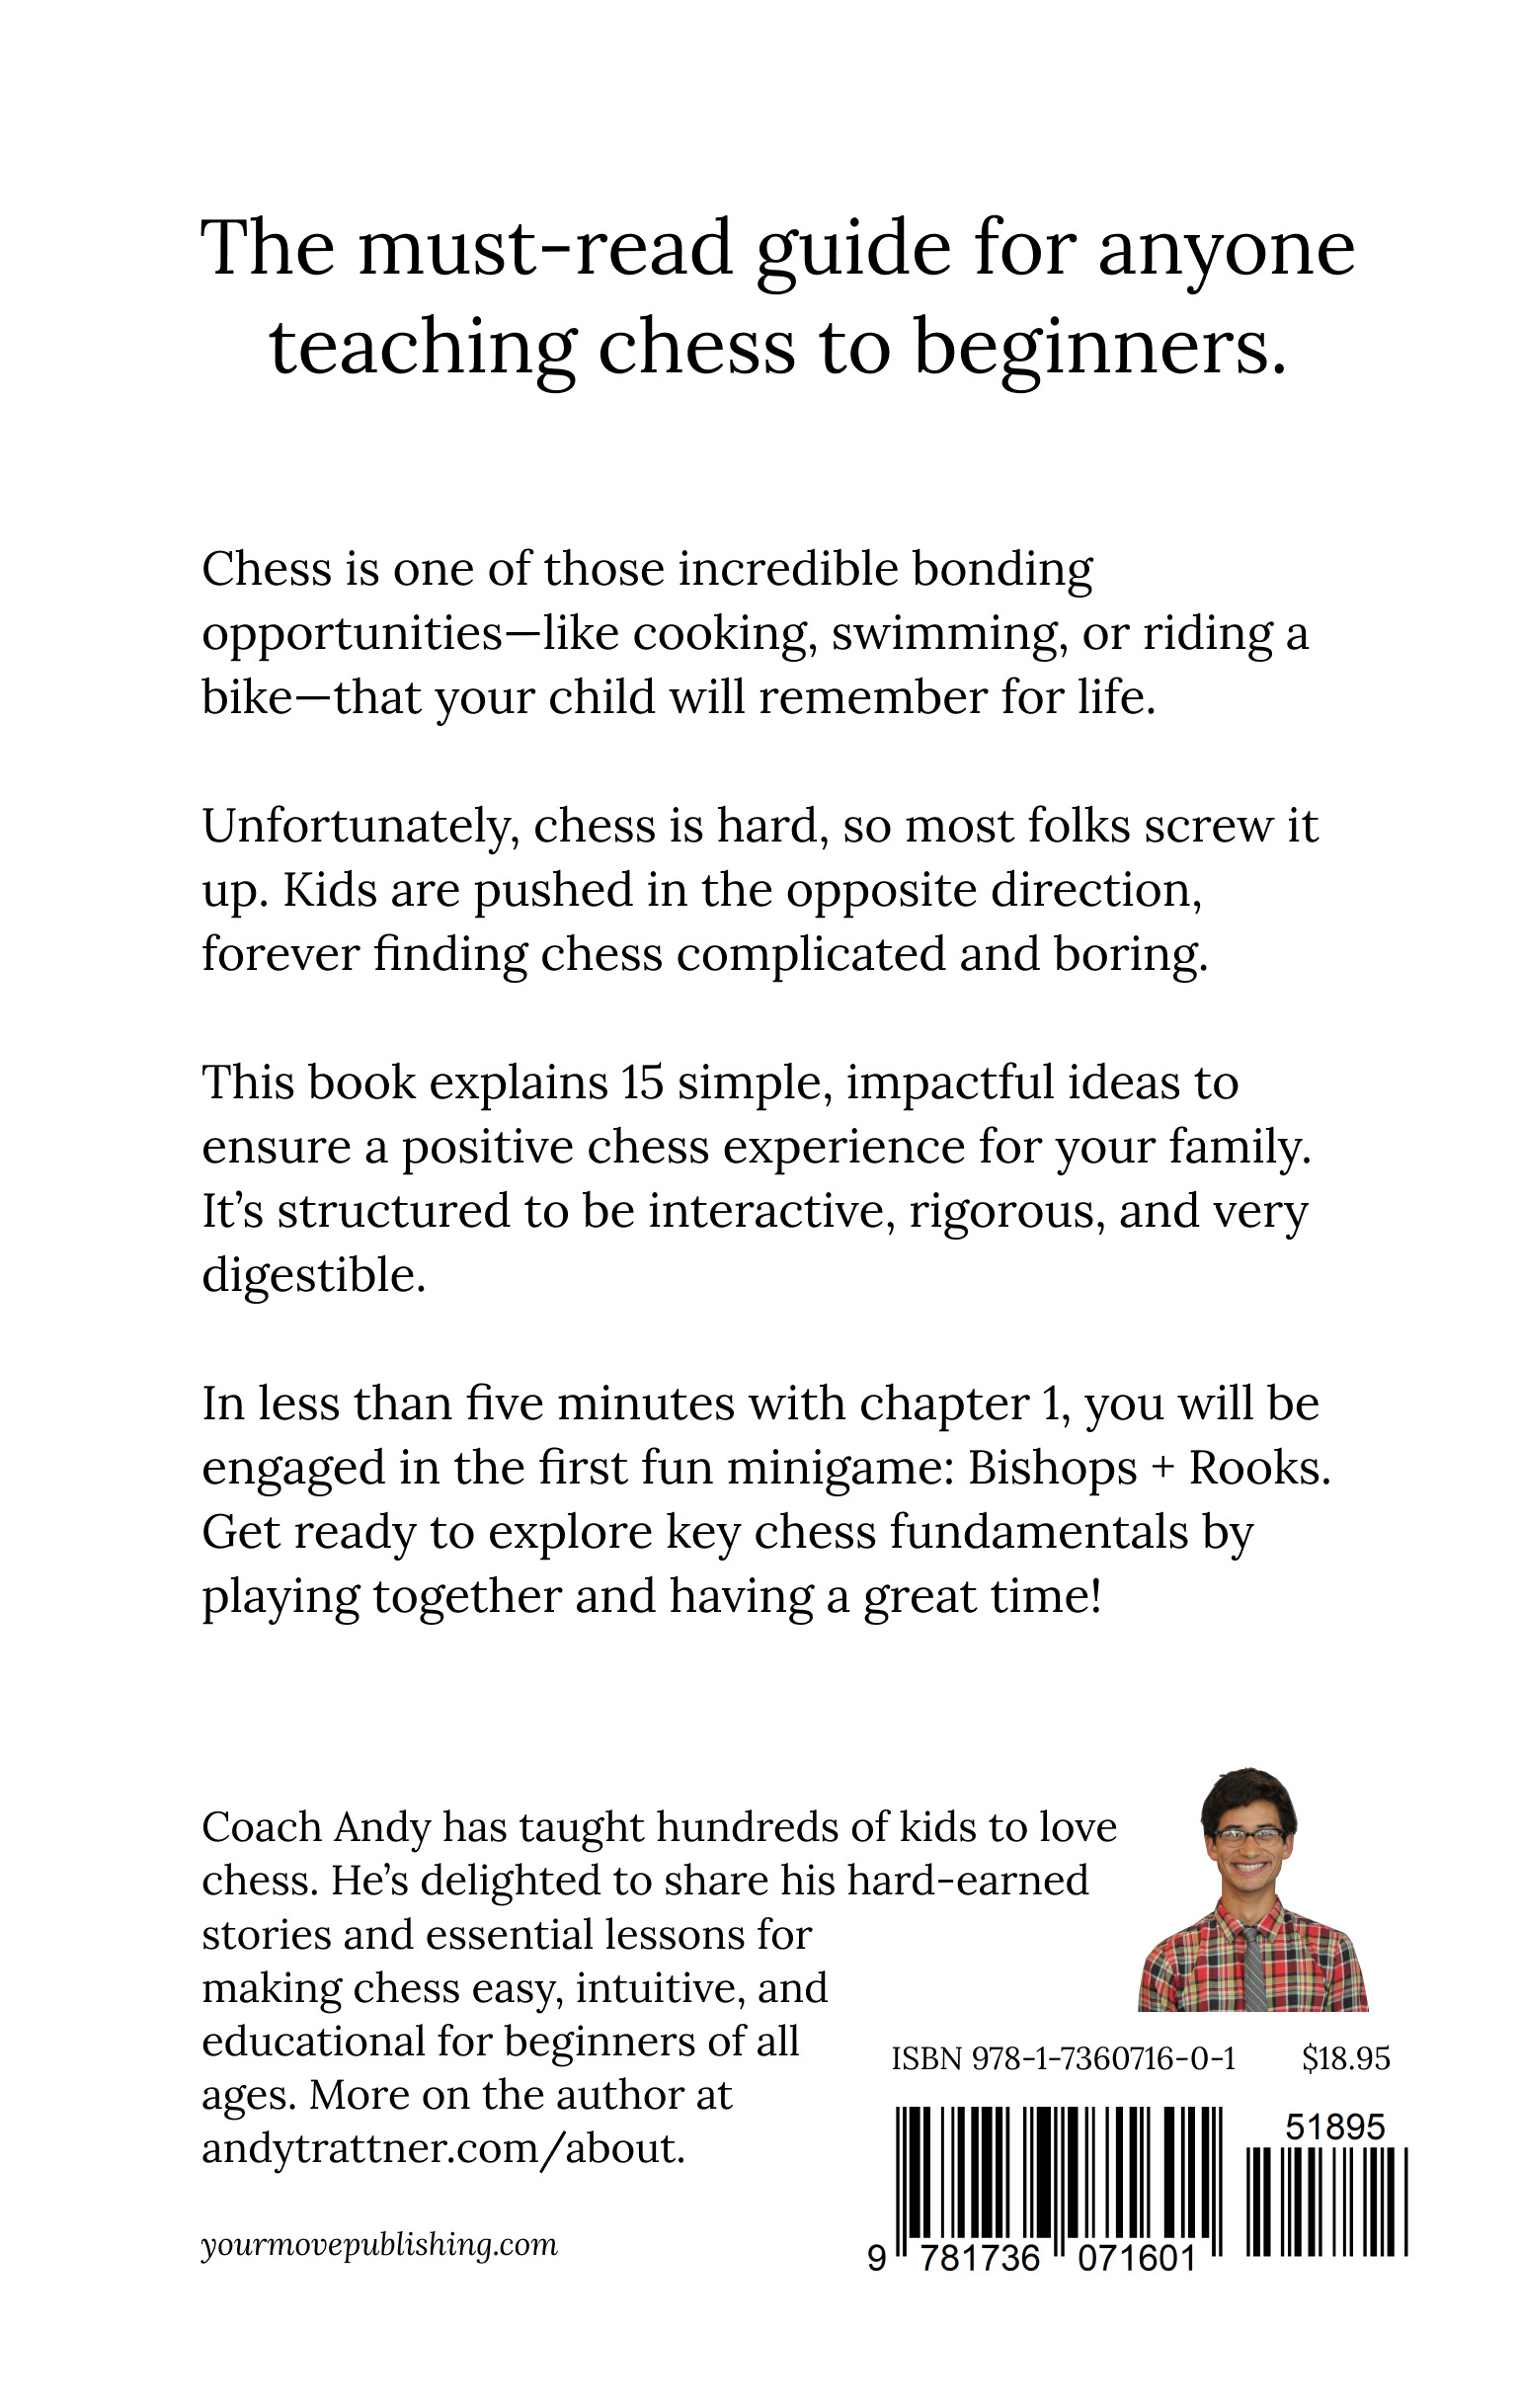 The must-read guide for anyone
teaching chess to beginners.
Chess is one of those incredible bonding
opportunities—like cooking, swimming, or riding a
bike—that your child will remember for life.
Unfortunately, chess is hard, so most folks screw it
up. Kids are pushed in the opposite direction,
forever finding chess complicated and boring.
This book explains 15 simple, impactful ideas to
ensure a positive chess experience for your family.
It’s structured to be interactive, rigorous, and very
digestible.
In less than five minutes with chapter 1, you will be
engaged in the first fun minigame: Bishops + Rooks.
Get ready to explore key chess fundamentals by
playing together and having a great time!
Coach Andy has taught hundreds of kids to love
chess. He’s delighted to share his hard-earned
stories and essential lessons for
making chess easy, intuitive, and
educational for beginners of all
ages. More on the author at
andytrattner.com/about.
yourmovepublishing.com
ISBN 978-1-7360716-0-1 $18.95
51895
9 781736 071601